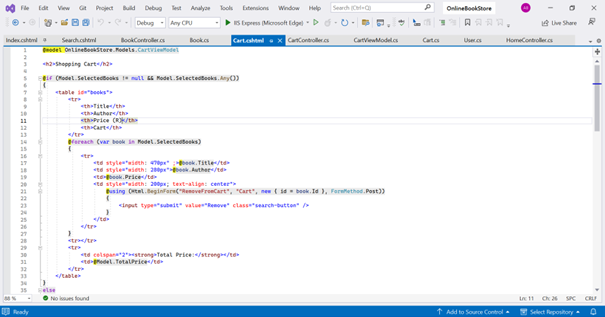 File Edit View Git Project Build Debug Test Analyze Tools Extensions Window Help Search (Ctrl+Q) OnlineBookStore
Debug Any CPU IIS Express (Microsoft Edge) Live Share
Index.cshtml Search.cshtml BookController.cs Book.cs Cart.cshtml CartController.cs CartViewModel.cs Cart.cs User.cs HomeController.cs
1 @model OnlineBookStore.Models.CartViewModel
2
3 <h2>Shopping Cart</h2>
4
5 @if (Model.SelectedBooks != null && Model.SelectedBooks.Any())
6 {
7 <table id="books">
8 <tr>
9 <th>Title</th>
10 <th>Author</th>
11 <th>Price (R)</th>
12 <th>Cart</th>
13 </tr>
14 @foreach (var book in Model.SelectedBooks)
15 {
16
17 <tr>
18 <td style="width: 470px" ;>@book.Title</td>
19 <td style="width: 200px">@book.Author</td>
20 <td>@book.Price</td>
21 <td style="width: 200px; text-align: center">
22 @using (Html.BeginForm("RemoveFromCart", "Cart", new { id = book.Id }, FormMethod.Post))
23 {
24 <input type="submit" value="Remove" class="search-button" />
25 }
26 </td>
27 </tr>
28 }
29 <tr></tr>
30 <tr>
31 <td colspan="2"><strong>Total Price:</strong></td>
32 <td>@Model.TotalPrice</td>
33 </tr>
34 </table>
35 }
36 else
88 % No issues found Ln: 11 Ch: 26 SPC CRLF
Ready Add to Source Control Select Repository